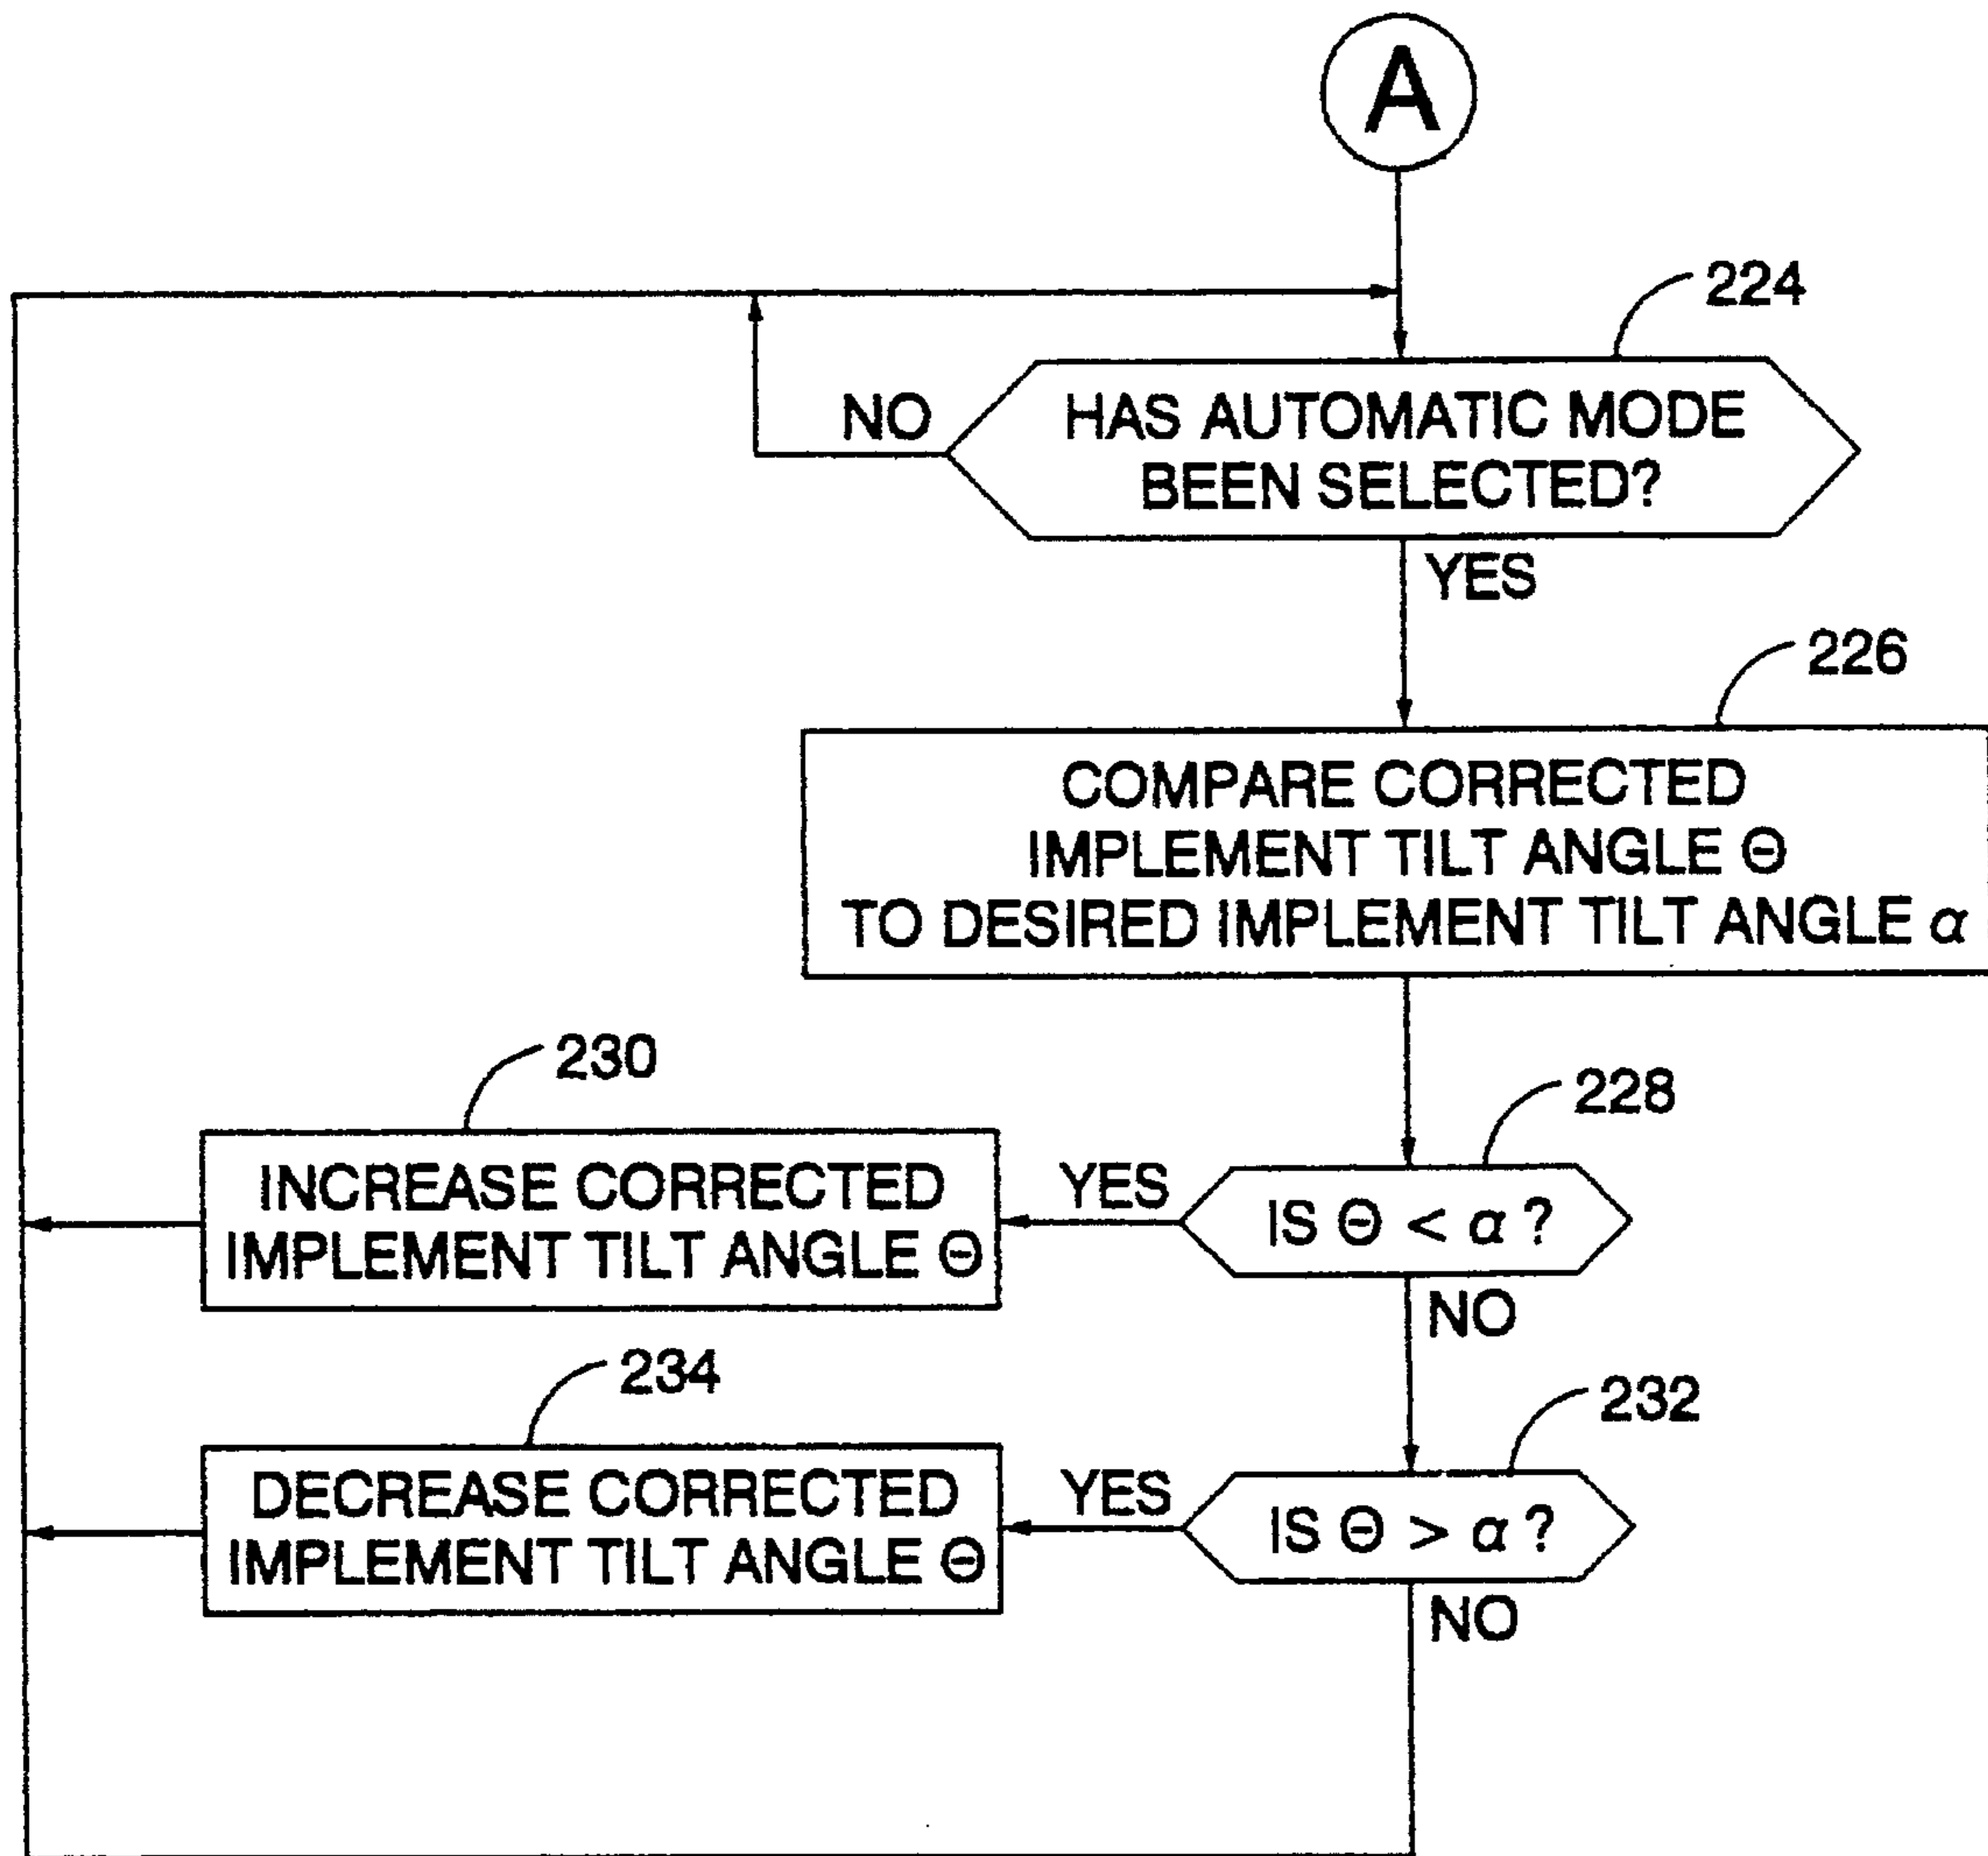 A
224
HAS AUTOMATIC MODE
BEEN SELECTED?
NO
YES
226
COMPARE CORRECTED
IMPLEMENT TILT ANGLE Θ
TO DESIRED IMPLEMENT TILT ANGLE α
228
IS Θ < α ?
YES
NO
230
INCREASE CORRECTED
IMPLEMENT TILT ANGLE Θ
232
IS Θ > α ?
YES
NO
234
DECREASE CORRECTED
IMPLEMENT TILT ANGLE Θ